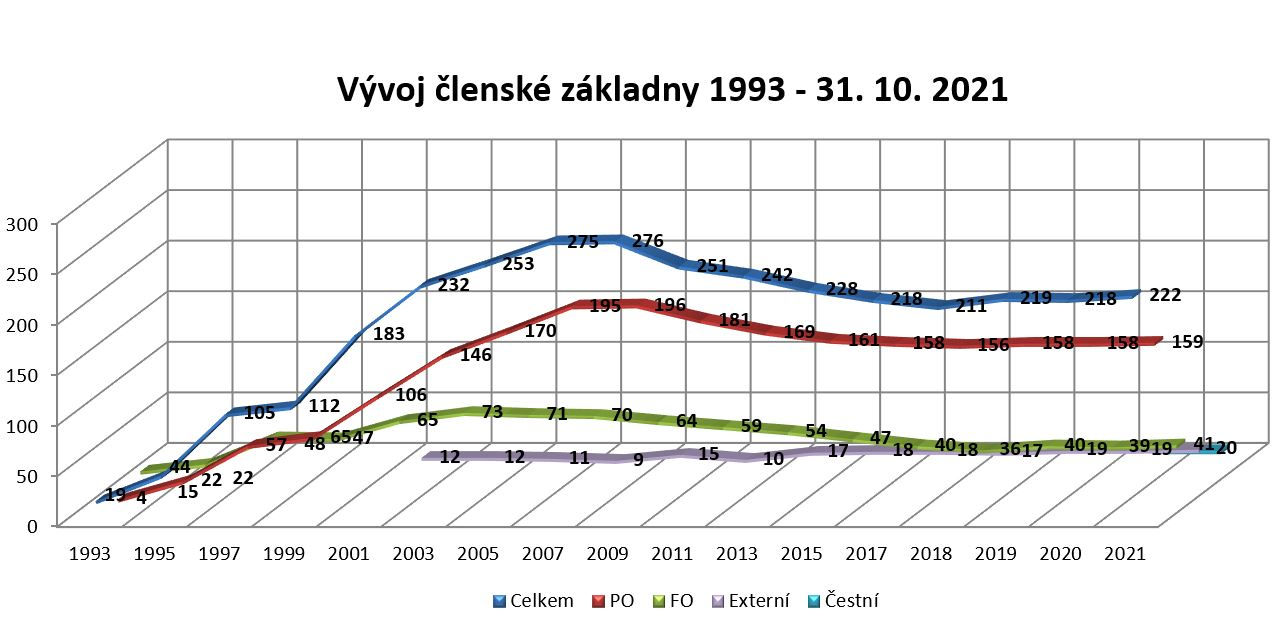 Vývoj členské základny 1993 - 31. 10. 2021
300
250
200
150
100
50
0
19 44 105 112 183 232 253 275 276 251 242 228 218 211 219 218 222
4 22 57 65 106 146 170 195 196 181 169 161 158 156 158 158 159
15 22 48 47 65 73 71 70 64 59 54 47 40 36 40 39 41
12 12 11 9 15 10 17 18 18 17 19 19
20
1993 1995 1997 1999 2001 2003 2005 2007 2009 2011 2013 2015 2017 2018 2019 2020 2021
Celkem PO FO Externí Čestní